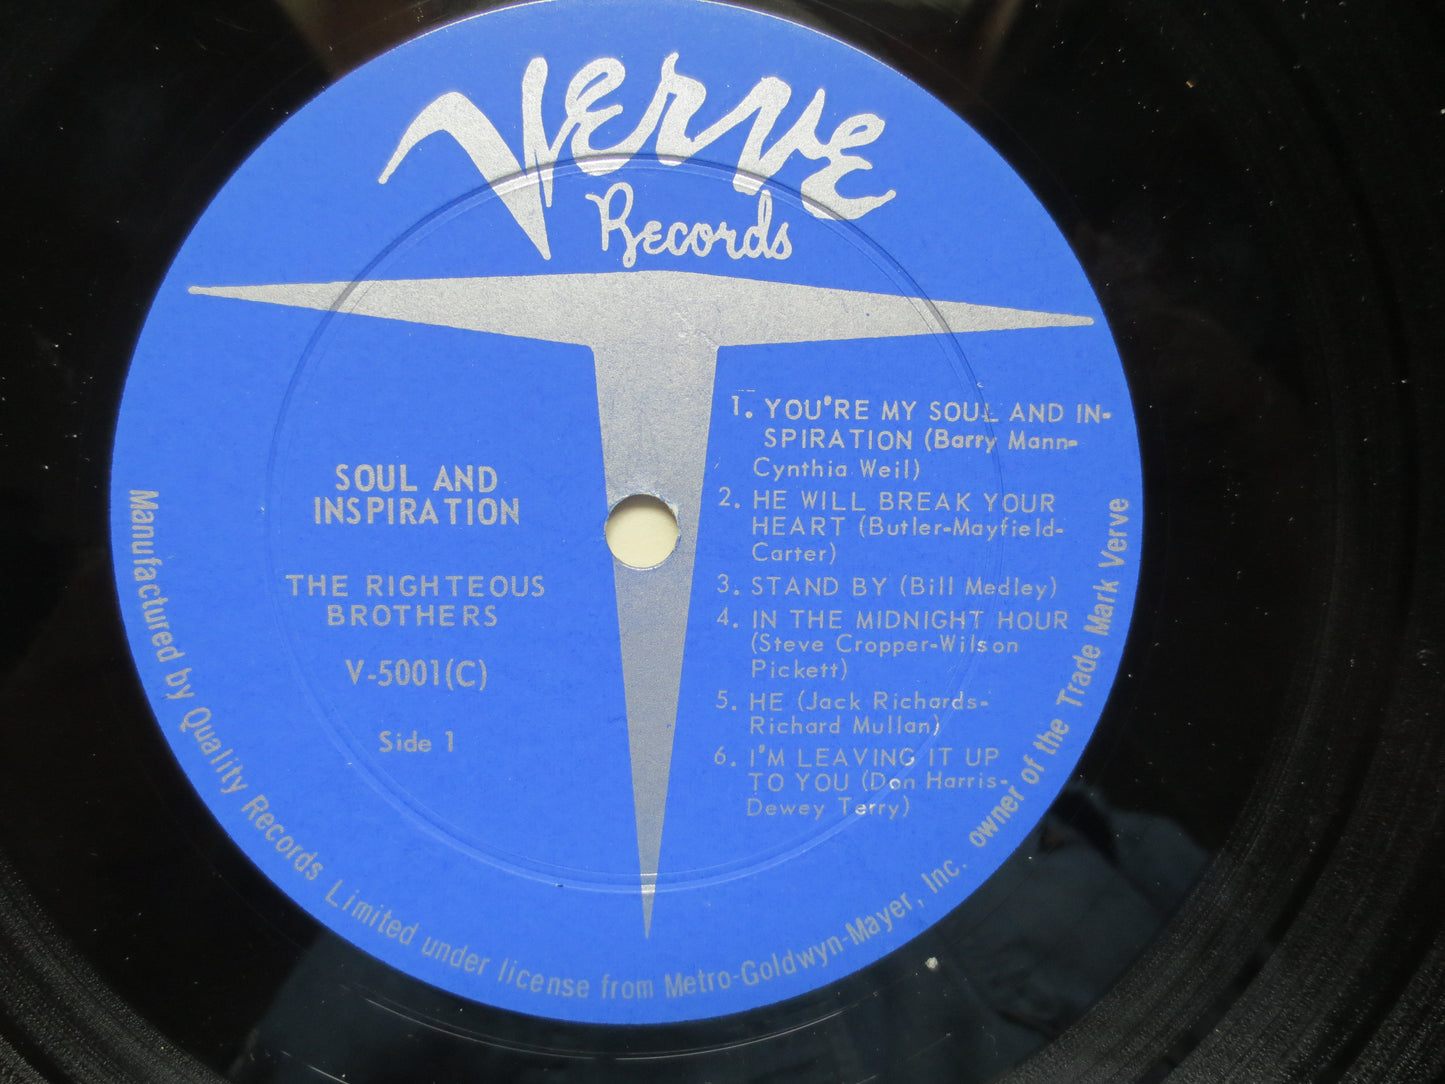 Verve
Records
SOUL AND
INSPIRATION
THE RIGHTEOUS
BROTHERS
V-5001(C)
Side 1
1. YOU'RE MY SOUL AND IN-
SPIRATION (Barry Mann-
Cynthia Weil)
2. HE WILL BREAK YOUR
HEART (Butler-Mayfield-
Carter)
3. STAND BY (Bill Medley)
4. IN THE MIDNIGHT HOUR
(Steve Cropper-Wilson
Pickett)
5. HE (Jack Richards-
Richard Mullan)
6. I'M LEAVING IT UP
TO YOU (Don Harris-
Dewey Terry)
Manufactured by Quality Records Limited under license from Metro-Goldwyn-Mayer, Inc. owner of the Trade Mark Verve